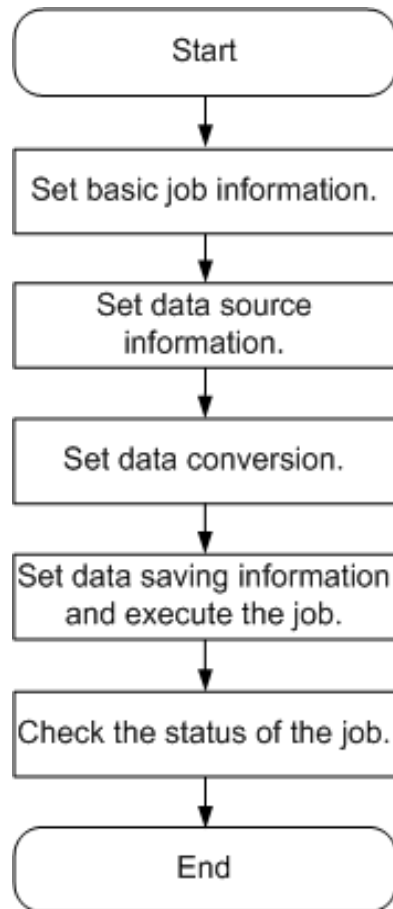 Start
Set basic job information.
Set data source
information.
Set data conversion.
Set data saving information
and execute the job.
Check the status of the job.
End